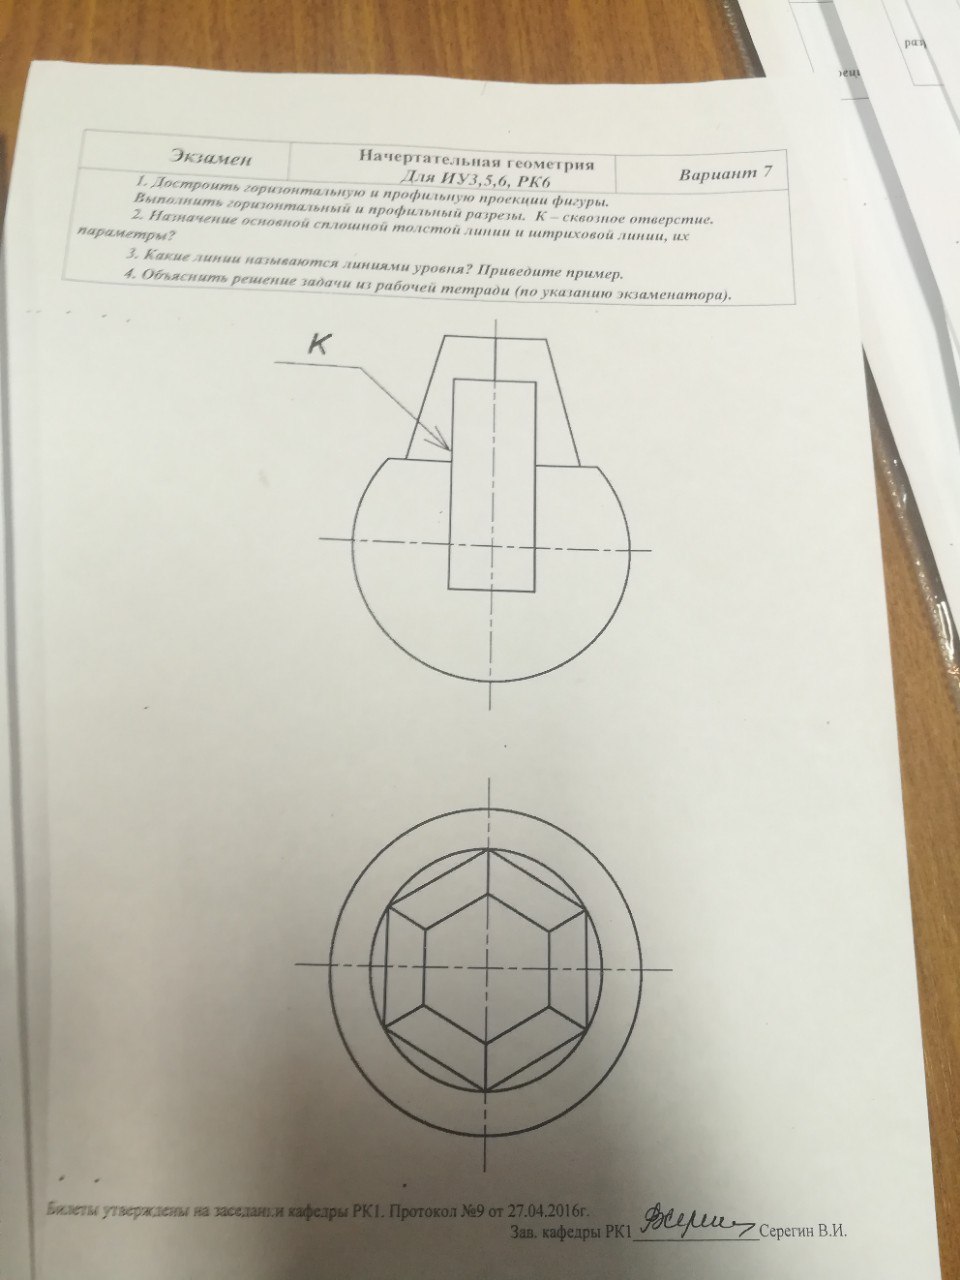 рец
раз
Экзамен
Начертательная геометрия
Для ИУ3,5,6, РК6
Вариант 7
1. Достроить горизонтальную и профильную проекции фигуры.
Выполнить горизонтальный и профильный разрезы. К – сквозное отверстие.
2. Назначение основной сплошной толстой линии и штриховой линии, их
параметры?
3. Какие линии называются линиями уровня? Приведите пример.
4. Объяснить решение задачи из рабочей тетради (по указанию экзаменатора).
К
Билеты утверждены на заседании кафедры РК1. Протокол №9 от 27.04.2016г.
Зав. кафедры РК1 Серегин В.И.